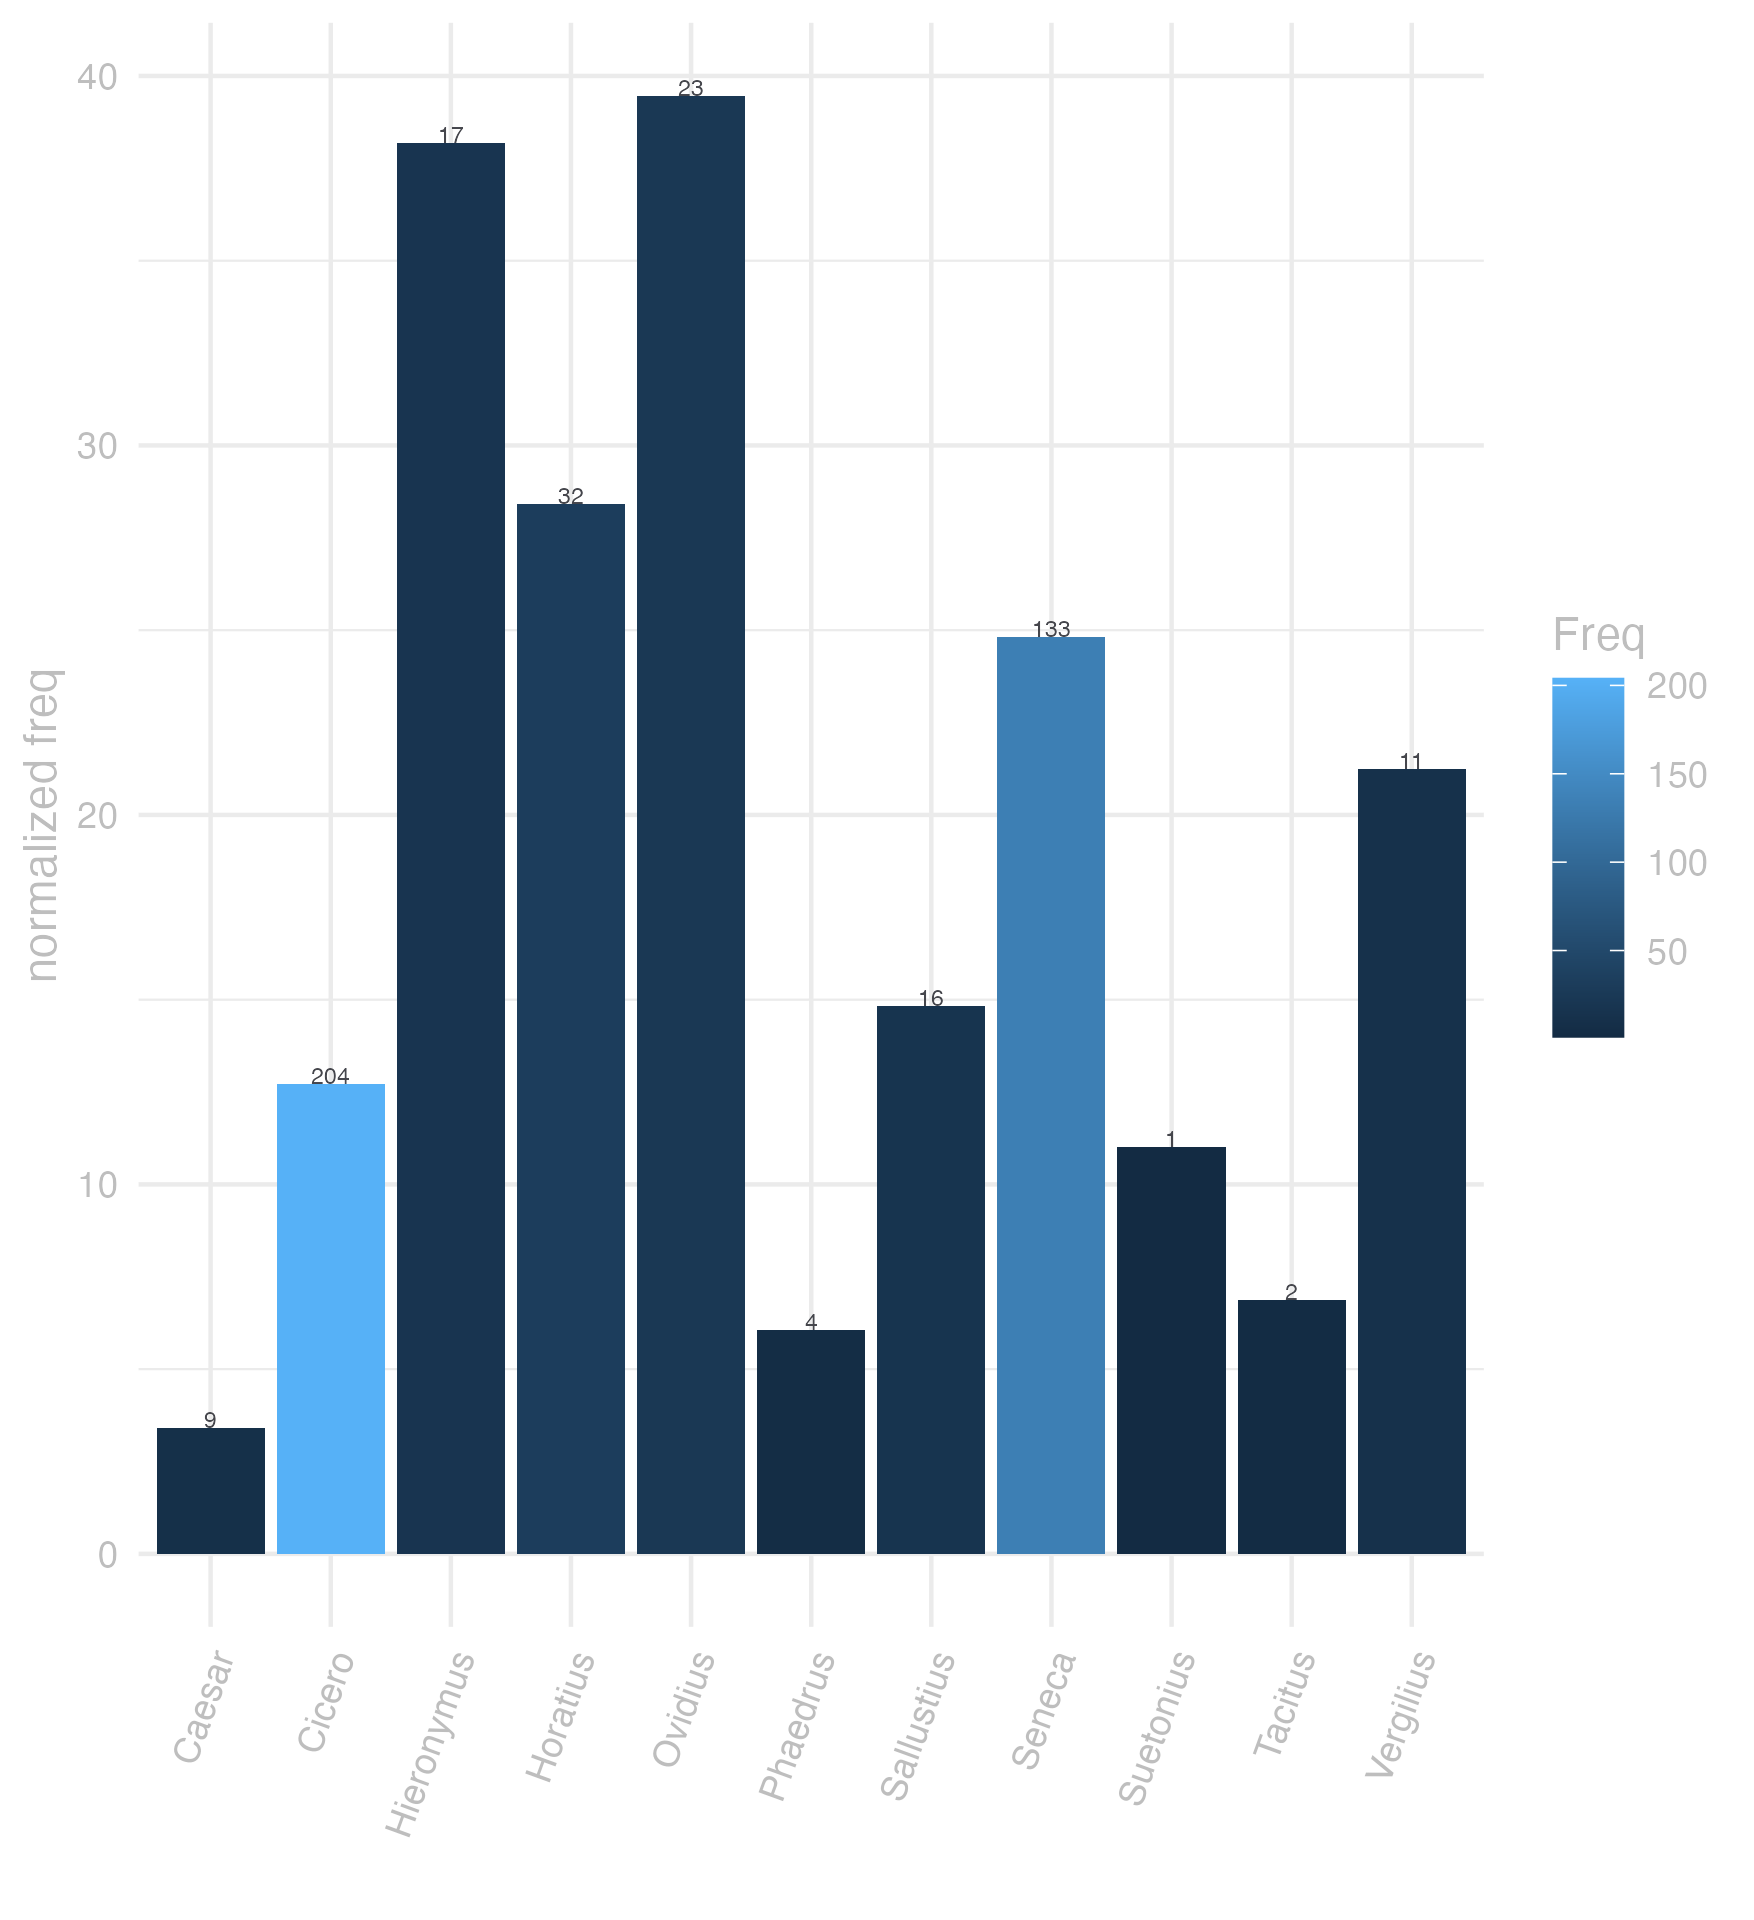 40
30
20
10
0
normalized freq
17
23
32
133
11
16
204
1
2
4
9
Caesar
Cicero
Hieronymus
Horatius
Ovidius
Phaedrus
Sallustius
Seneca
Suetonius
Tacitus
Vergilius
Freq
200
150
100
50